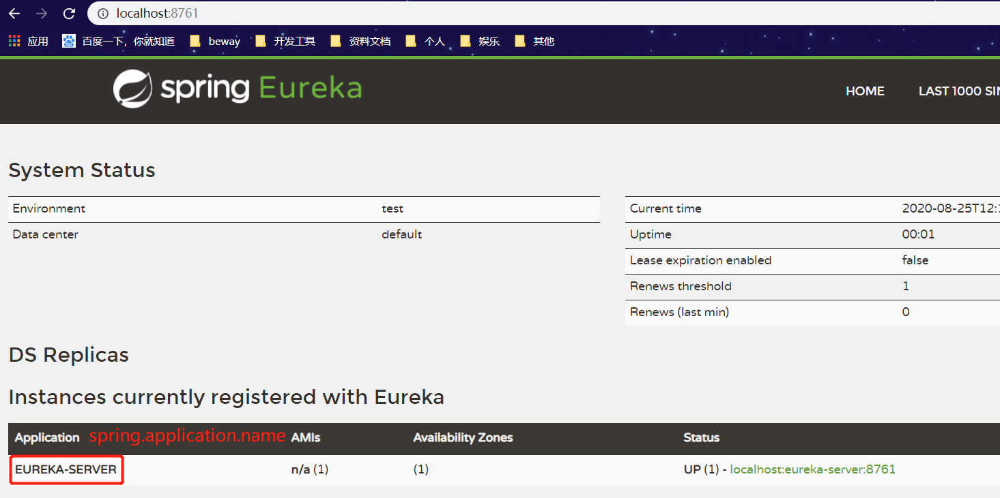 localhost:8761
应用 百度一下，你就知道 beway 开发工具 资料文档 个人 娱乐 其他
spring Eureka HOME LAST 1000 SIN
System Status
Environment test
Data center default
Current time 2020-08-25T12:
Uptime 00:01
Lease expiration enabled false
Renews threshold 1
Renews (last min) 0
DS Replicas
Instances currently registered with Eureka
Application spring.application.name AMIs Availability Zones Status
EUREKA-SERVER n/a (1) (1) UP (1) - localhost:eureka-server:8761